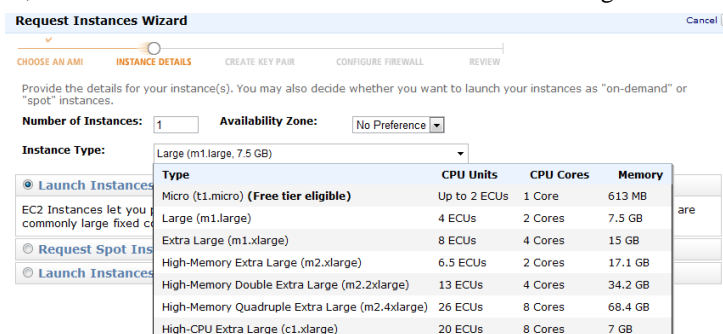 Request Instances Wizard
Cancel
CHOOSE AN AMI INSTANCE DETAILS CREATE KEY PAIR CONFIGURE FIREWALL REVIEW
Provide the details for your instance(s). You may also decide whether you want to launch your instances as "on-demand" or
"spot" instances.
Number of Instances: 1 Availability Zone: No Preference
Instance Type: Large (m1.large, 7.5 GB)
Type CPU Units CPU Cores Memory
Launch Instances
Micro (t1.micro) (Free tier eligible) Up to 2 ECUs 1 Core 613 MB
EC2 Instances let you are
commonly large fixed
Large (m1.large) 4 ECUs 2 Cores 7.5 GB
Extra Large (m1.xlarge) 8 ECUs 4 Cores 15 GB
Request Spot Ins
High-Memory Extra Large (m2.xlarge) 6.5 ECUs 2 Cores 17.1 GB
Launch Instances
High-Memory Double Extra Large (m2.2xlarge) 13 ECUs 4 Cores 34.2 GB
High-Memory Quadruple Extra Large (m2.4xlarge) 26 ECUs 8 Cores 68.4 GB
High-CPU Extra Large (c1.xlarge) 20 ECUs 8 Cores 7 GB